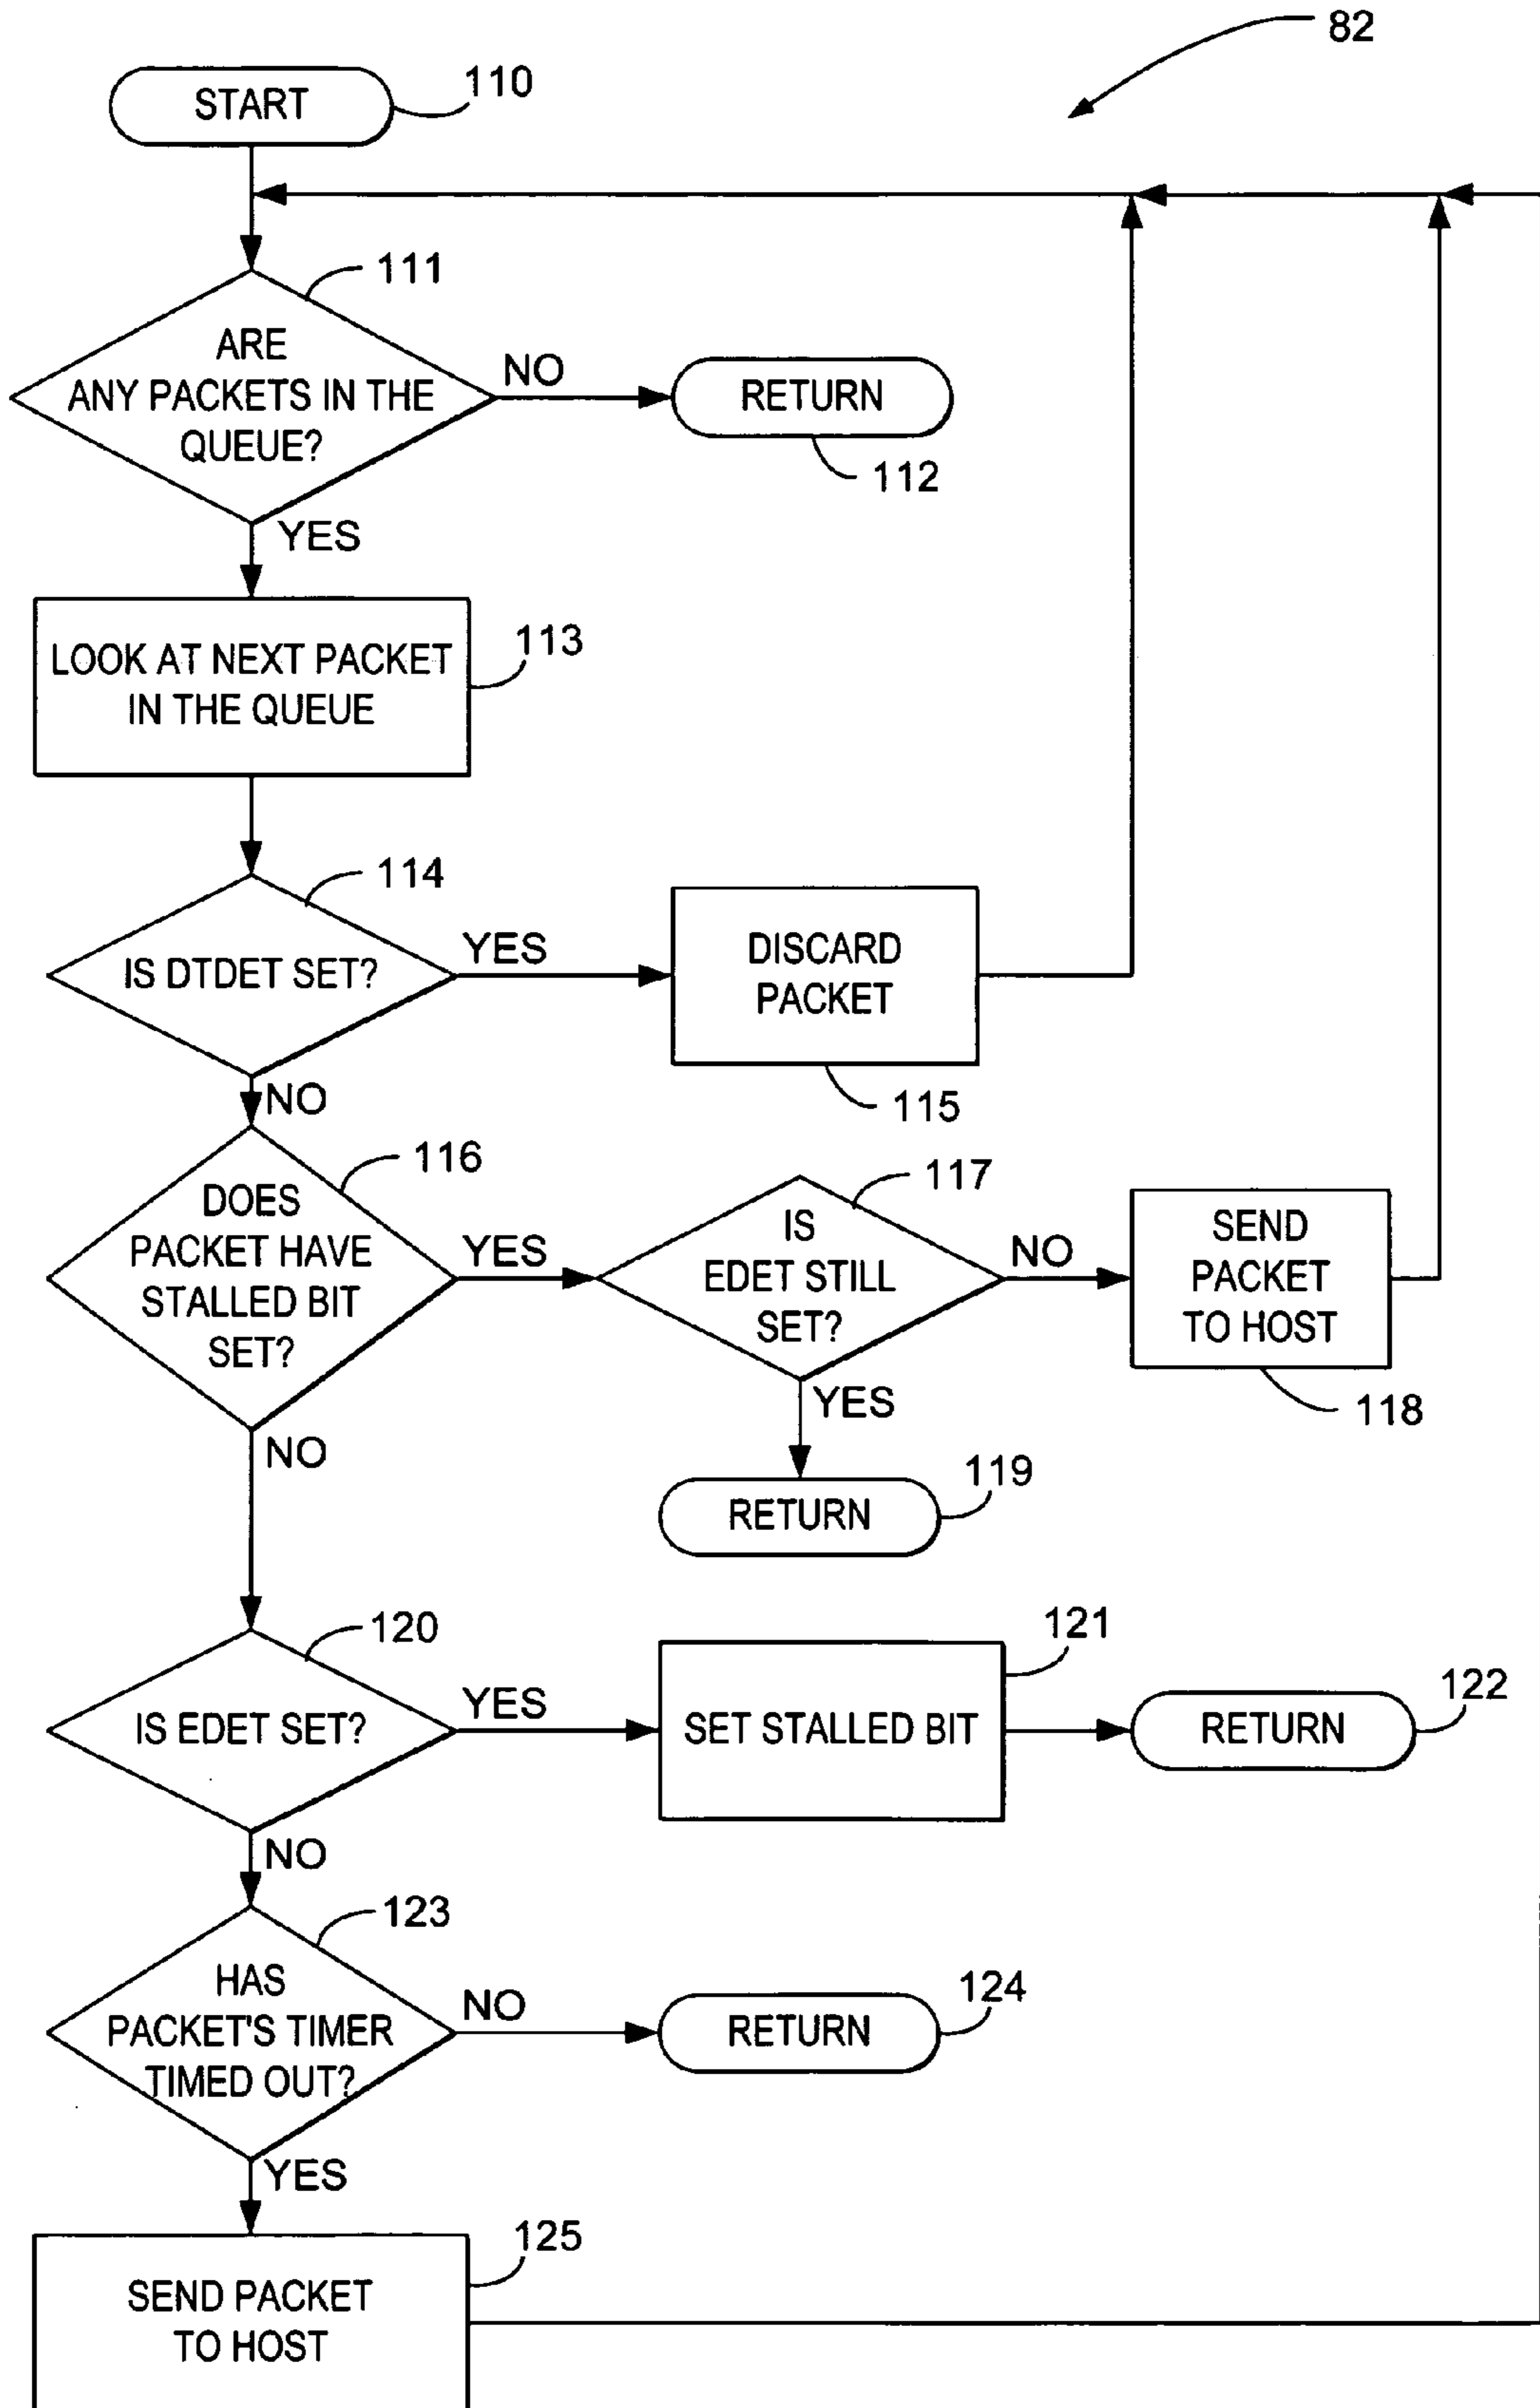 82
START
110
111
ARE
ANY PACKETS IN THE
QUEUE?
NO
RETURN
112
YES
LOOK AT NEXT PACKET
IN THE QUEUE
113
114
IS DTDET SET?
YES
DISCARD
PACKET
115
NO
116
DOES
PACKET HAVE
STALLED BIT
SET?
YES
117
IS
EDET STILL
SET?
NO
SEND
PACKET
TO HOST
118
YES
RETURN
119
NO
120
IS EDET SET?
YES
SET STALLED BIT
121
RETURN
122
NO
123
HAS
PACKET'S TIMER
TIMED OUT?
NO
RETURN
124
YES
SEND PACKET
TO HOST
125